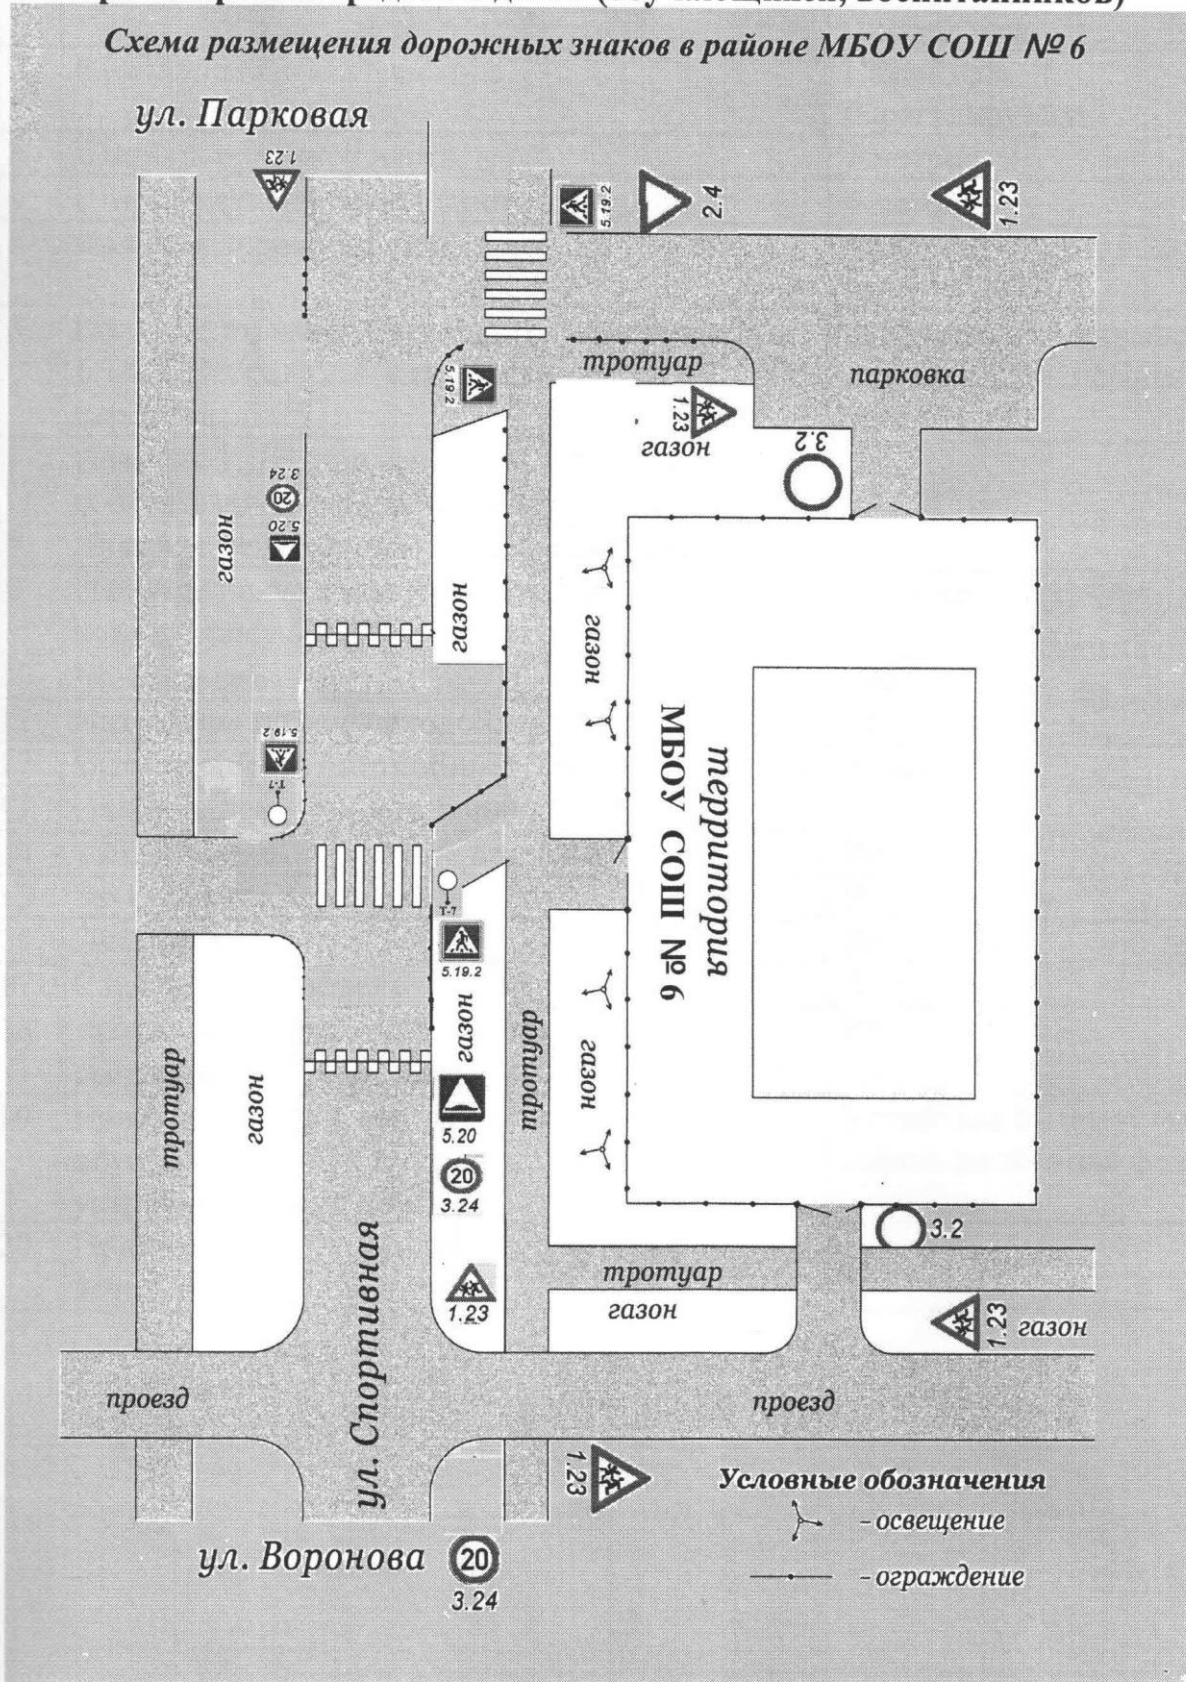 Схема размещения дорожных знаков в районе МБОУ СОШ № 6
ул. Парковая
1.23
5.19.2
2.4
1.23
тротуар
парковка
5.19.2
1.23
газон
3.2
3.24
20
5.20
газон
газон
газон
5.19.2
Т-7
территория
МБОУ СОШ № 6
Т-7
5.19.2
газон
тротуар
газон
тротуар
газон
5.20
20
3.24
3.2
ул. Спортивная
тротуар
1.23
газон
1.23
газон
проезд
проезд
1.23
Условные обозначения
- освещение
ул. Воронова
20
3.24
- ограждение